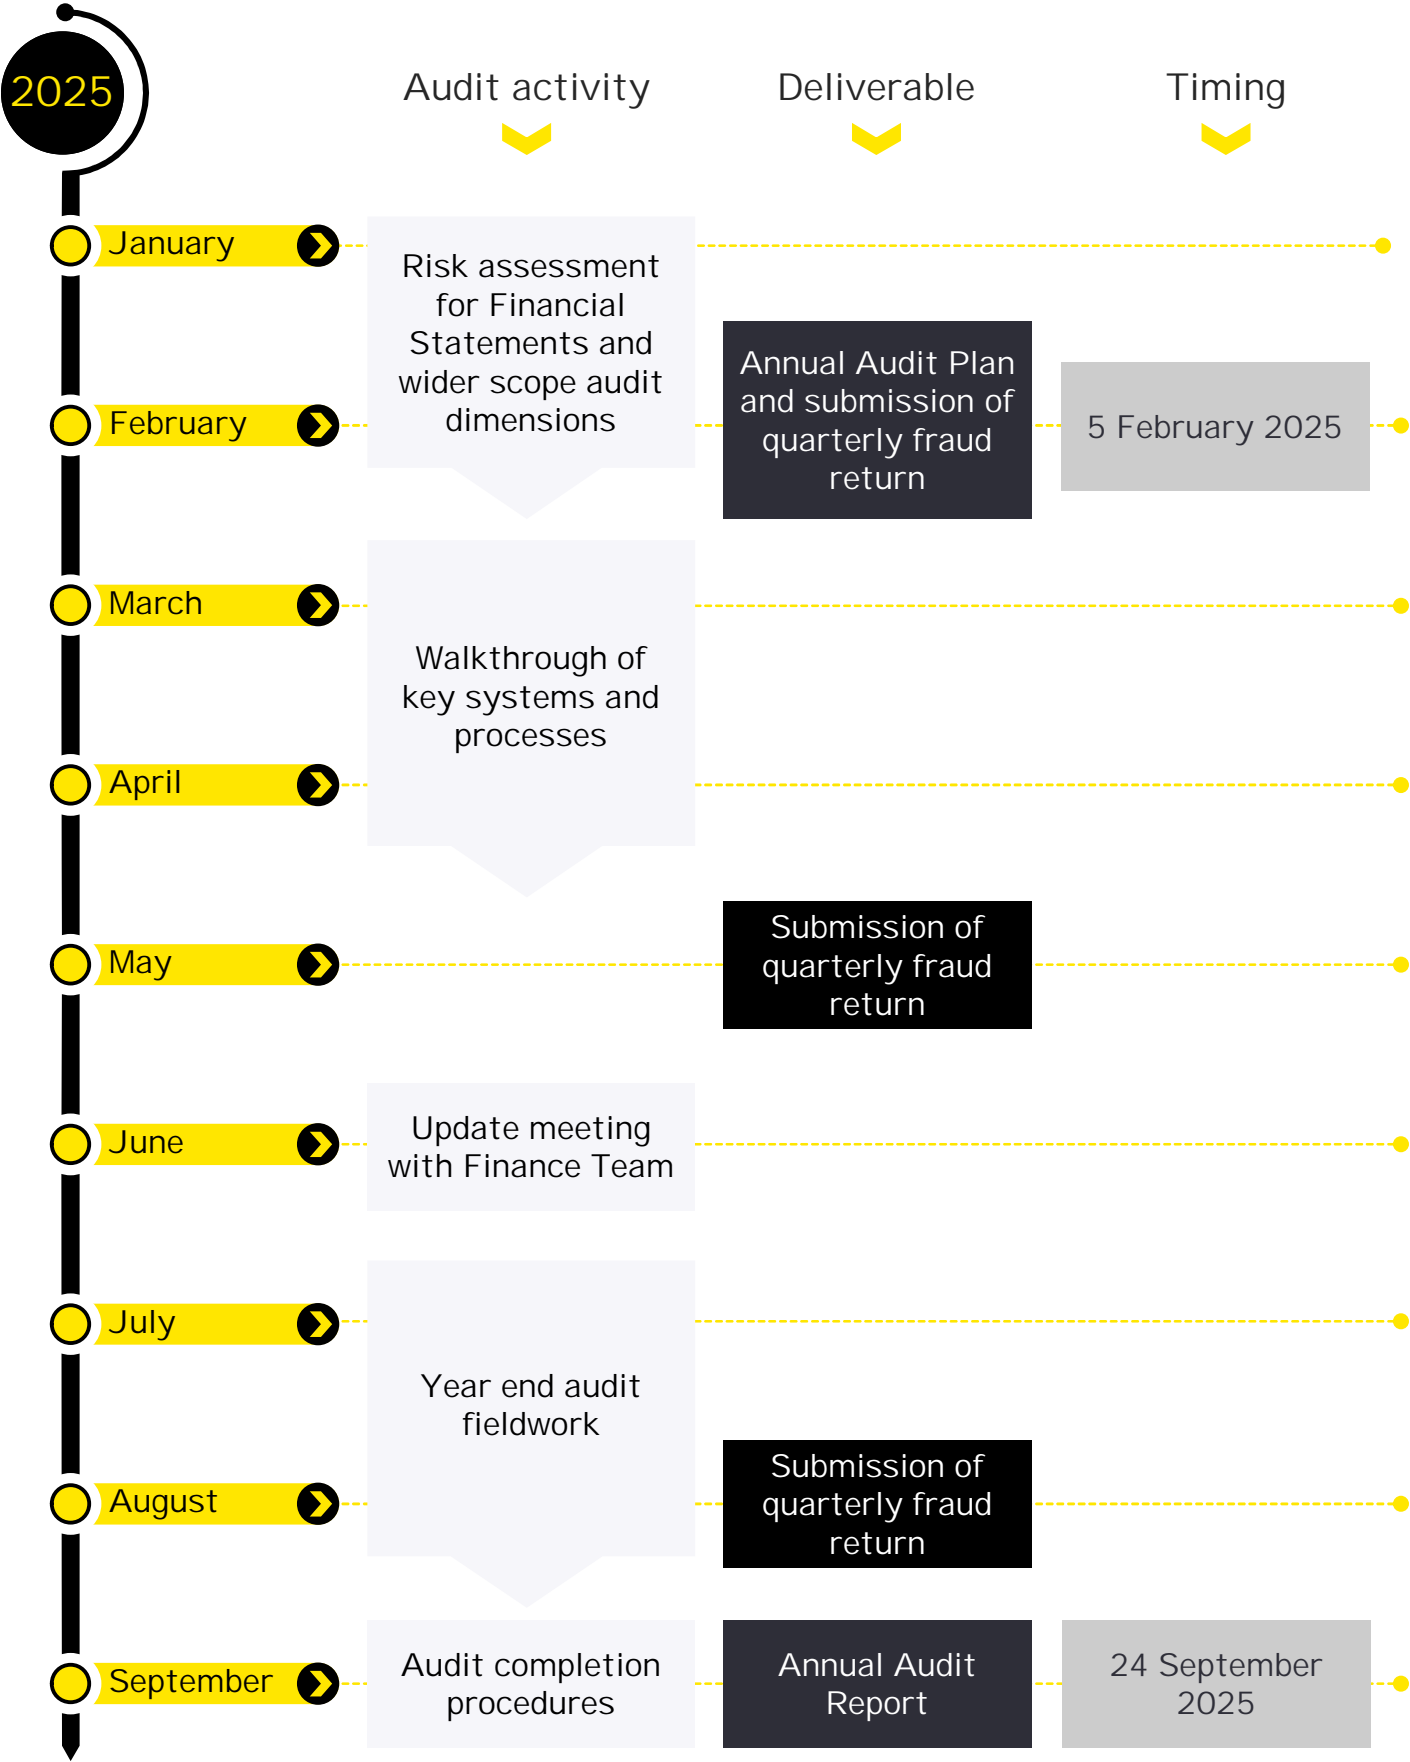 2025
Audit activity
Deliverable
Timing
January
Risk assessment
for Financial
Statements and
wider scope audit
dimensions
February
Annual Audit Plan
and submission of
quarterly fraud
return
5 February 2025
March
Walkthrough of
key systems and
processes
April
May
Submission of
quarterly fraud
return
June
Update meeting
with Finance Team
July
Year end audit
fieldwork
August
Submission of
quarterly fraud
return
September
Audit completion
procedures
Annual Audit
Report
24 September
2025